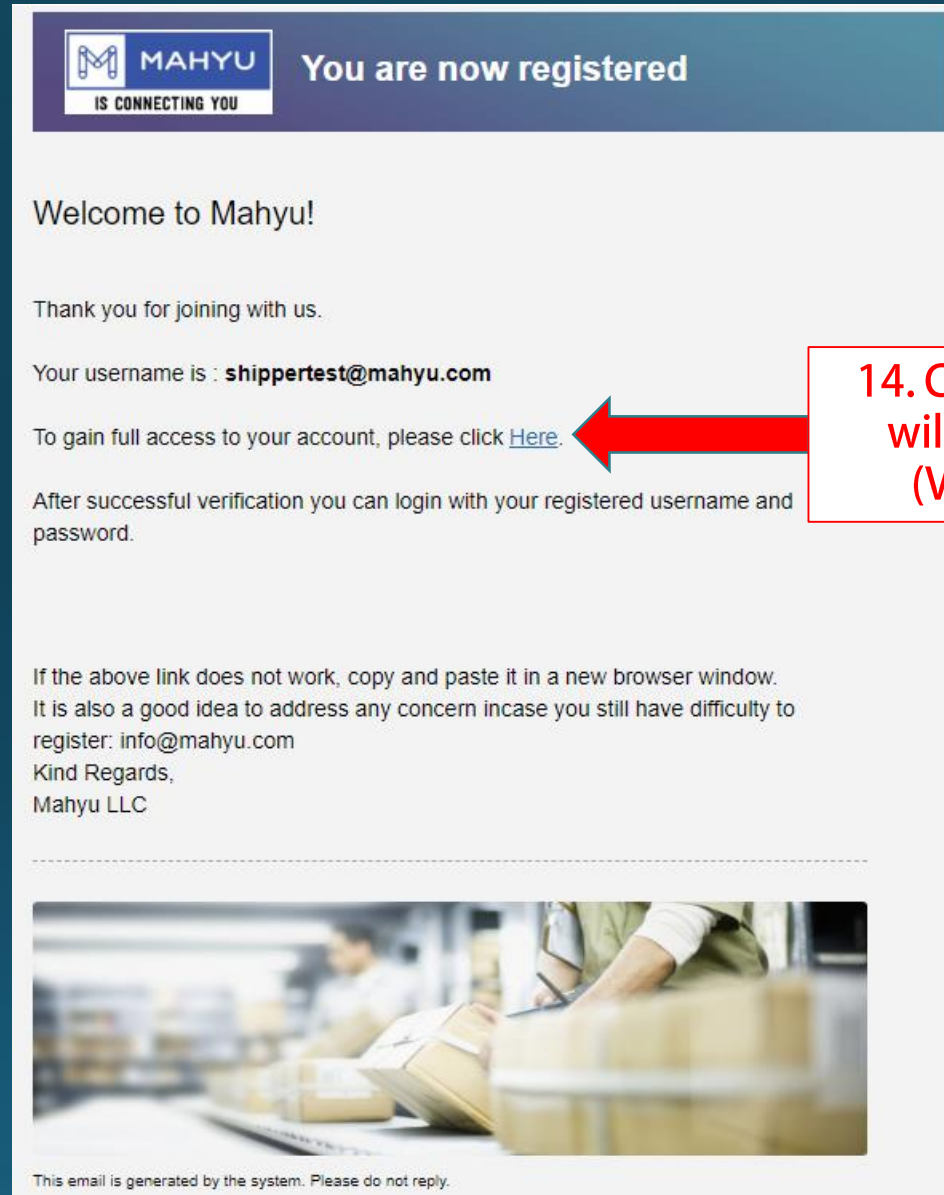 MAHYU
IS CONNECTING YOU
You are now registered
Welcome to Mahyu!
Thank you for joining with us.
Your username is : shippertest@mahyu.com
To gain full access to your account, please click Here.
After successful verification you can login with your registered username and
password.
14.
wil
If the above link does not work, copy and paste it in a new browser window.
It is also a good idea to address any concern incase you still have difficulty to
register: info@mahyu.com
Kind Regards,
Mahyu LLC
This email is generated by the system. Please do not reply.